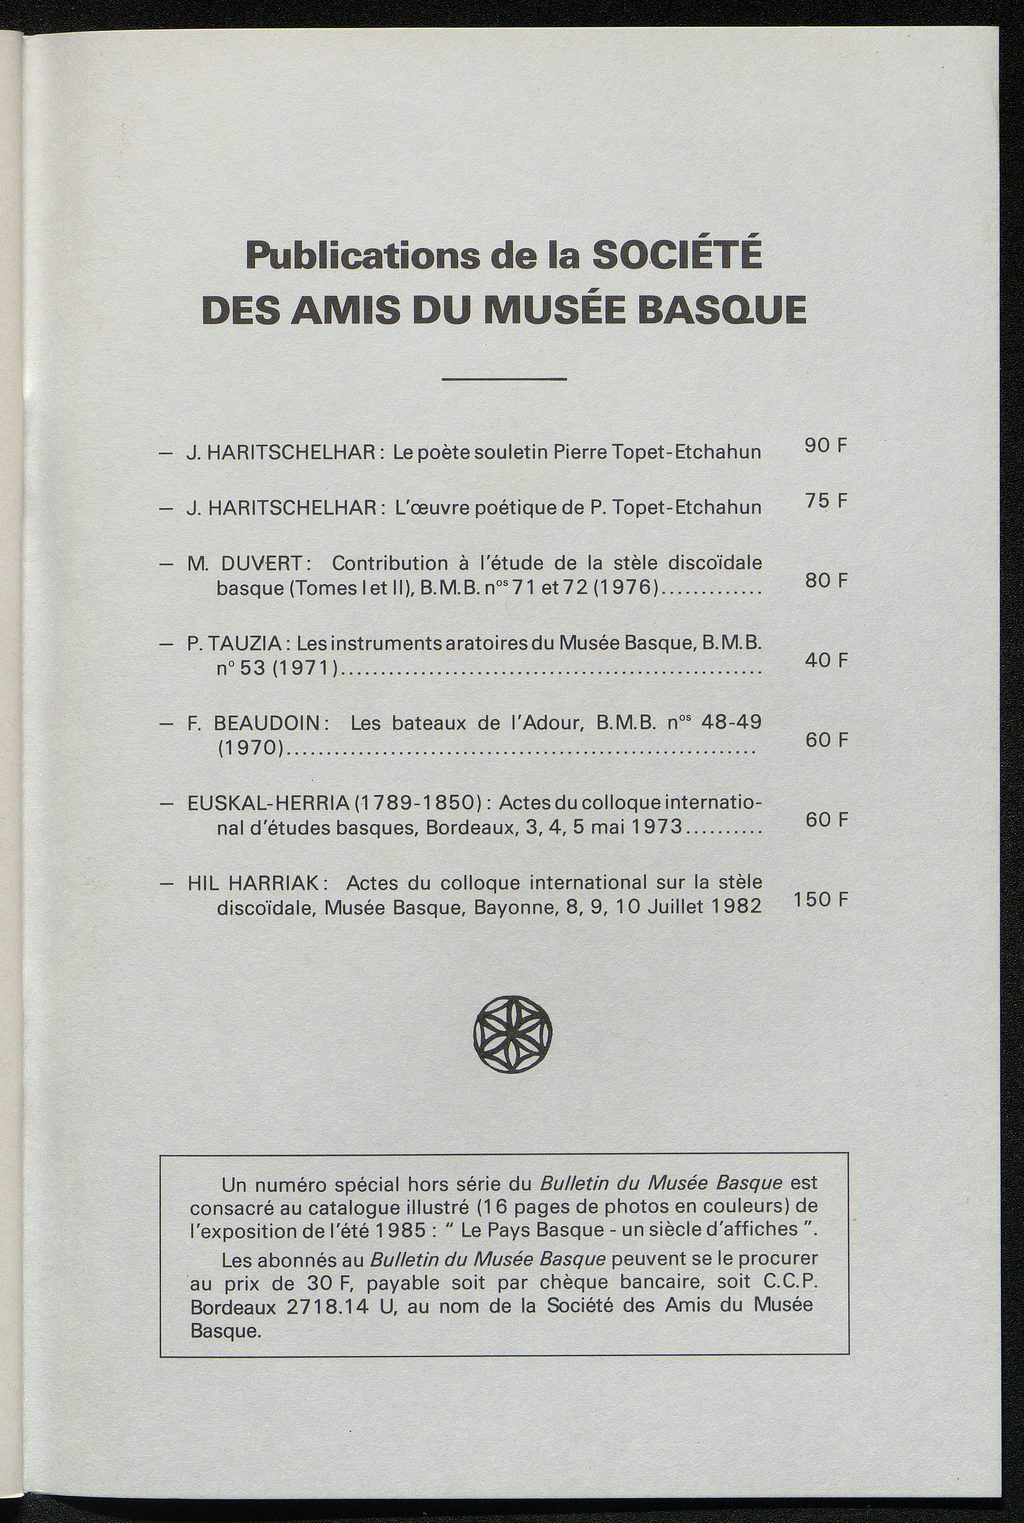 Publications de la SOCIÉTÉ
DES AMIS DU MUSÉE BASQUE
— J. HARITSCHELHAR : Le poète souletin Pierre Topet-Etchahun 90 F
— J. HARITSCHELHAR : L'œuvre poétique de P. Topet-Etchahun 75 F
— M. DUVERT : Contribution à l'étude de la stèle discoïdale
basque (Tomes I et II), B.M.B. nos 71 et 72 (1976)............. 80 F
— P. TAUZIA : Les instruments aratoires du Musée Basque, B.M.B.
n° 53 (1971)..................................................... 40 F
— F. BEAUDOIN : Les bateaux de l'Adour, B.M.B. nos 48-49
(1970)........................................................... 60 F
— EUSKAL-HERRIA (1789-1850) : Actes du colloque internatio-
nal d'études basques, Bordeaux, 3, 4, 5 mai 1973.......... 60 F
— HIL HARRIAK : Actes du colloque international sur la stèle
discoïdale, Musée Basque, Bayonne, 8, 9, 10 Juillet 1982 150 F
Un numéro spécial hors série du Bulletin du Musée Basque est
consacré au catalogue illustré (16 pages de photos en couleurs) de
l'exposition de l'été 1985 : " Le Pays Basque - un siècle d'affiches ".
Les abonnés au Bulletin du Musée Basque peuvent se le procurer
au prix de 30 F, payable soit par chèque bancaire, soit C.C.P.
Bordeaux 2718.14 U, au nom de la Société des Amis du Musée
Basque.